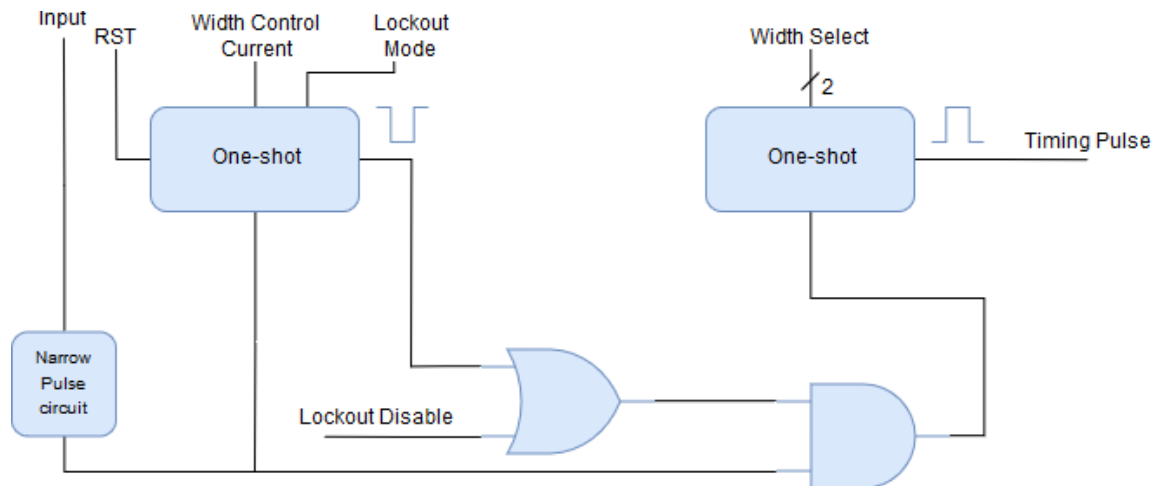 Input
RST
Width Control
Current
Lockout
Mode
Width Select
2
One-shot
One-shot
Timing Pulse
Narrow
Pulse
circuit
Lockout Disable